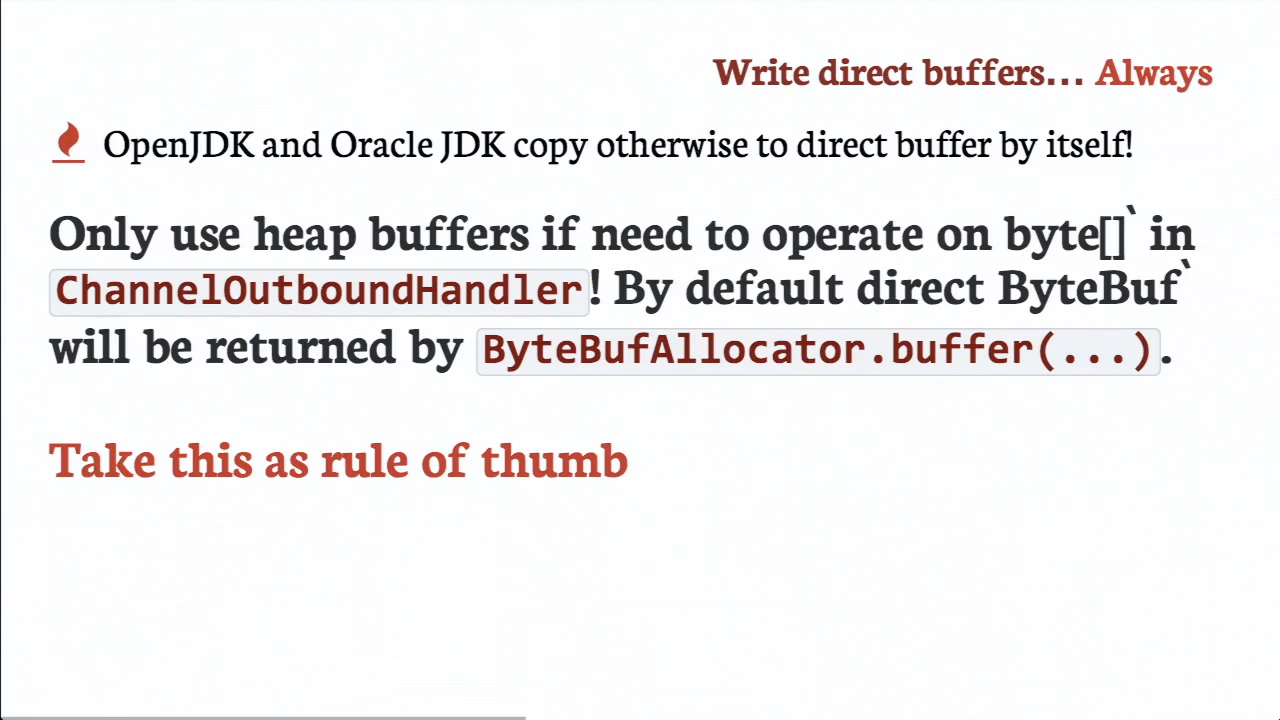 Write direct buffers... Always
OpenJDK and Oracle JDK copy otherwise to direct buffer by itself!
Only use heap buffers if need to operate on byte[]` in
ChannelOutboundHandler! By default direct ByteBuf`
will be returned by ByteBufAllocator.buffer(...).
Take this as rule of thumb